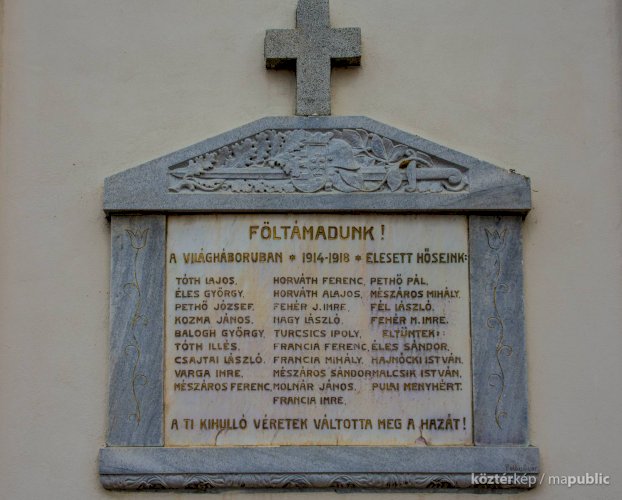 FÖLTÁMADUNK!
A VILÁGHÁBORUBAN * 1914-1918 * ELESETT HŐSEINK:
TÓTH LAJOS,
ÉLES GYÖRGY,
PETHŐ JÓZSEF,
KOZMA JÁNOS,
BALOGH GYÖRGY,
TÓTH ILLÉS,
CSAJTAI LÁSZLÓ,
VARGA IMRE,
MÉSZÁROS FERENC,
HORVÁTH FERENC,
HORVÁTH ALAJOS,
FEHÉR J. IMRE,
NAGY LÁSZLÓ,
TURCSICS IPOLY,
FRANCIA FERENC,
FRANCIA MIHÁLY,
MÉSZÁROS SÁNDOR
MOLNÁR JÁNOS,
FRANCIA IMRE,
PETHŐ PÁL,
MÉSZÁROS MIHÁLY,
FÉL LÁSZLÓ,
FEHÉR M. IMRE,
ELTÜNTEK:
ÉLES SÁNDOR,
HAJNÓCKI ISTVÁN,
HALCSIK ISTVÁN,
PULAI MENYHÉRT,
A TI KIHULLÓ VÉRETEK VÁLTOTTA MEG A HAZÁT!
köztérkép / mapublic